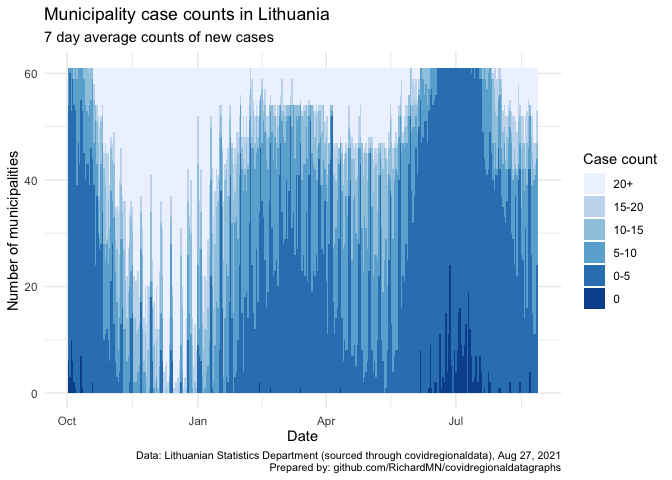 Municipality case counts in Lithuania
7 day average counts of new cases
Number of municipalities
60
40
20
0
Oct
Jan
Apr
Jul
Date
Case count
20+
15-20
10-15
5-10
0-5
0
Data: Lithuanian Statistics Department (sourced through covidregionaldata), Aug 27, 2021
Prepared by: github.com/RichardMN/covidregionaldatagraphs